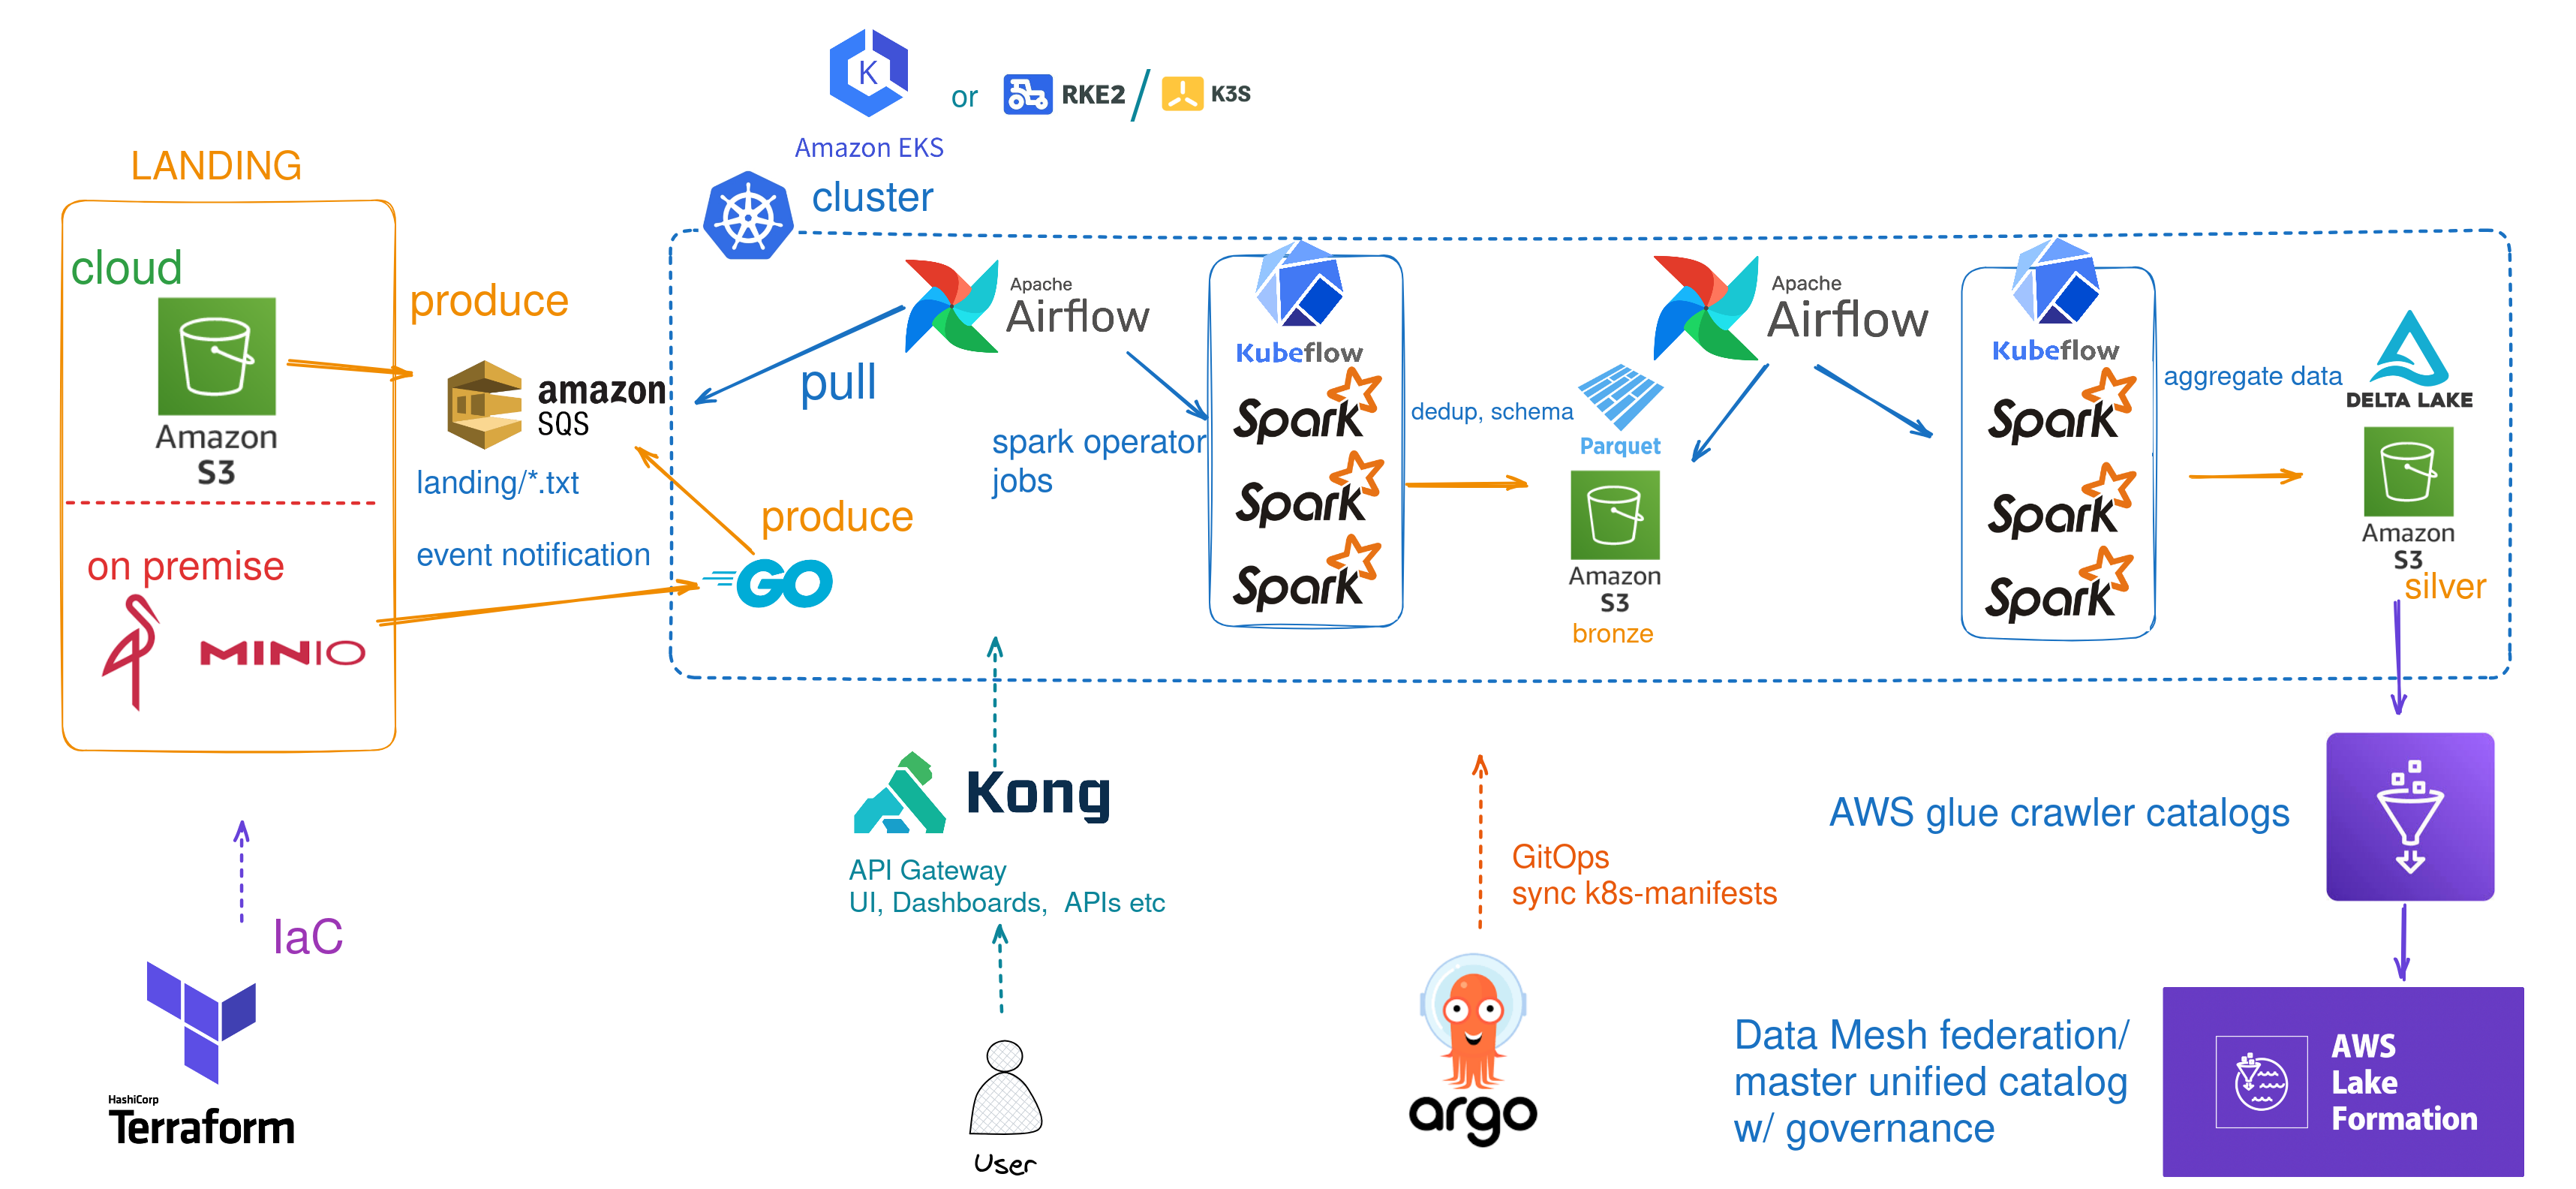 K
or
RKE2
/
K3S
Amazon EKS
cluster
LANDING
cloud
Amazon
S3
produce
amazon
SQS
landing/*.txt
event notification
on premise
MINIO
pull
produce
GO
Apache
Airflow
spark operator
jobs
Kubeflow
Spark
Spark
Spark
dedup, schema
Parquet
Amazon
S3
bronze
Apache
Airflow
Kubeflow
Spark
Spark
Spark
aggregate data
DELTA LAKE
Amazon
S3
silver
Kong
API Gateway
UI, Dashboards, APIs etc
User
GitOps
sync k8s-manifests
argo
IaC
HashiCorp
Terraform
AWS glue crawler catalogs
Data Mesh federation/
master unified catalog
w/ governance
AWS
Lake
Formation